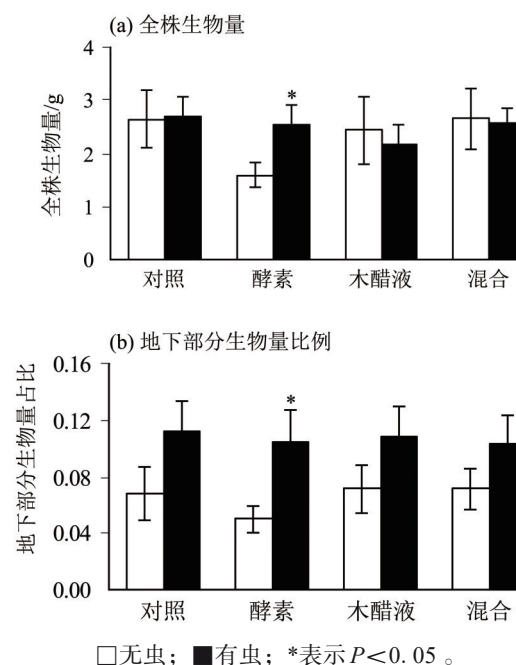 (a) 全株生物量
4
3
2
1
0
全株生物量/g
*
对照 酵素 木醋液 混合
(b) 地下部分生物量比例
0.16
0.12
0.08
0.04
0.00
地下部分生物量占比
*
对照 酵素 木醋液 混合
□无虫；■有虫；*表示P<0.05。